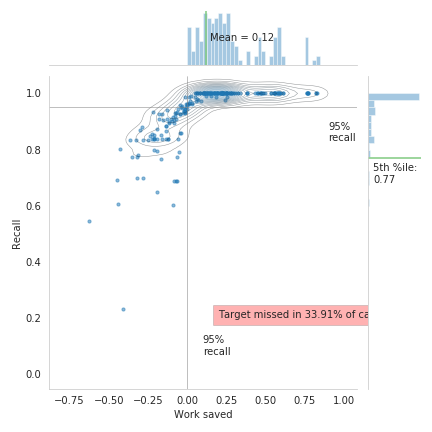 Mean = 0.12
1.0
0.8
0.6
0.4
0.2
0.0
Recall
95%
recall
5th %ile:
0.77
Target missed in 33.91% of ca
95%
recall
−0.75 −0.50 −0.25 0.00 0.25 0.50 0.75 1.00
Work saved